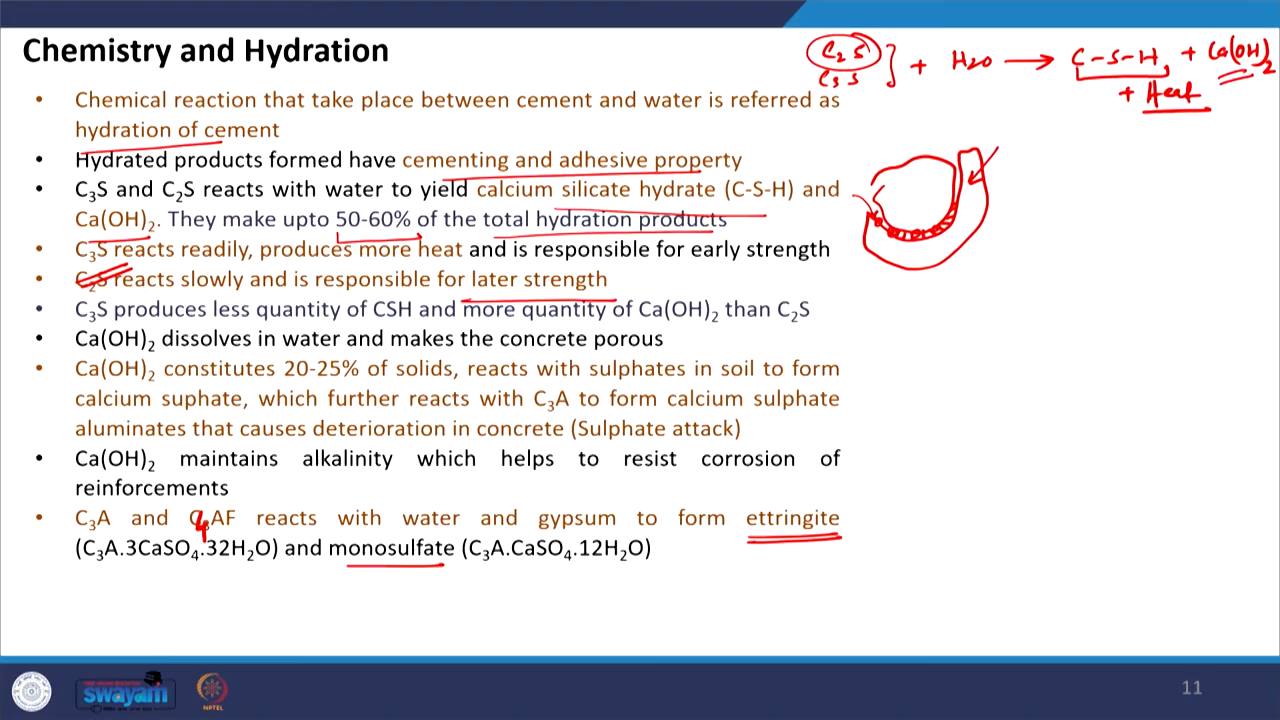 Chemistry and Hydration
C₂S
C₃S ] + H₂O → C-S-H, + Ca(OH)₂
+ Heat
• Chemical reaction that take place between cement and water is referred as
hydration of cement
• Hydrated products formed have cementing and adhesive property
• C₃S and C₂S reacts with water to yield calcium silicate hydrate (C-S-H) and
Ca(OH)₂. They make upto 50-60% of the total hydration products
• C₃S reacts readily, produces more heat and is responsible for early strength
• C₂S reacts slowly and is responsible for later strength
• C₃S produces less quantity of CSH and more quantity of Ca(OH)₂ than C₂S
• Ca(OH)₂ dissolves in water and makes the concrete porous
• Ca(OH)₂ constitutes 20-25% of solids, reacts with sulphates in soil to form
calcium suphate, which further reacts with C₃A to form calcium sulphate
aluminates that causes deterioration in concrete (Sulphate attack)
• Ca(OH)₂ maintains alkalinity which helps to resist corrosion of
reinforcements
• C₃A and C₄AF reacts with water and gypsum to form ettringite
(C₃A.3CaSO₄.32H₂O) and monosulfate (C₃A.CaSO₄.12H₂O)
swayam
NPTEL
11